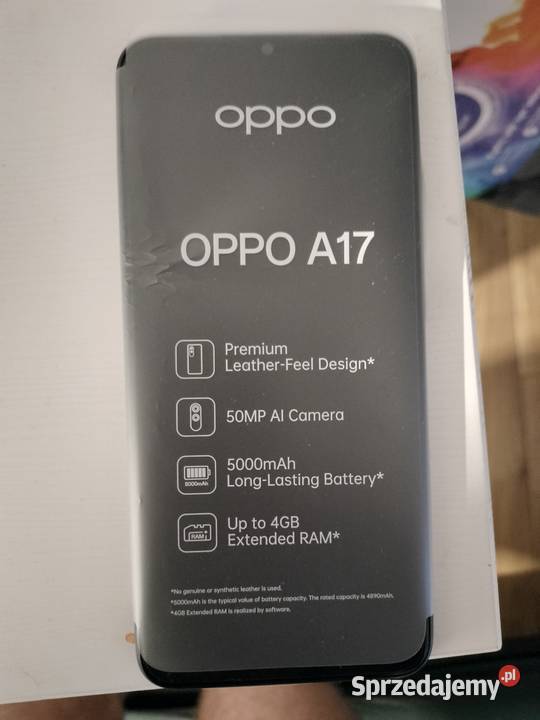 oppo
OPPO A17
Premium
Leather-Feel Design*
50MP AI Camera
5000mAh
5000mAh
Long-Lasting Battery*
Up to 4GB
RAM+
Extended RAM*
*No genuine or synthetic leather is used.
*5000mAh is the typical value of battery capacity. The rated capacity is 4890mAh.
*4GB Extended RAM is realized by software.
Sprzedajemy.pl